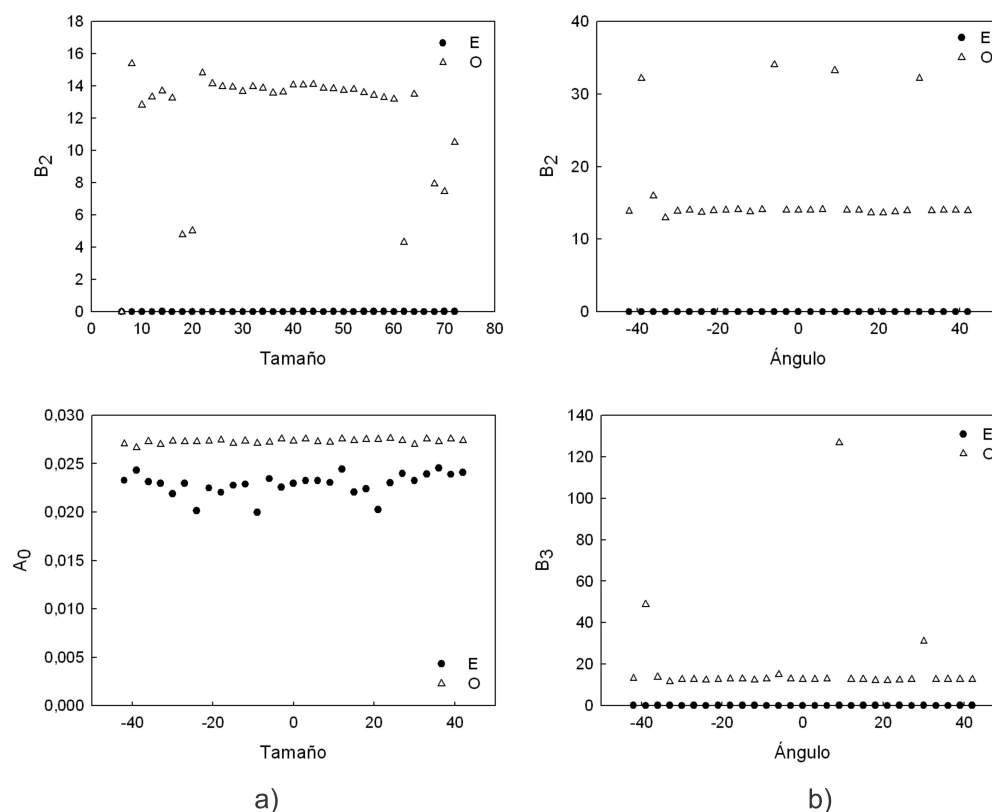 18
16
14
12
10
8
6
4
2
0
B2
E
O
0 10 20 30 40 50 60 70 80
Tamaño
40
30
20
10
0
B2
E
O
-40 -20 0 20 40
Ángulo
0,030
0,025
0,020
0,015
0,010
0,005
0,000
A0
E
O
-40 -20 0 20 40
Tamaño
140
120
100
80
60
40
20
0
B3
E
O
-40 -20 0 20 40
Ángulo
a) b)